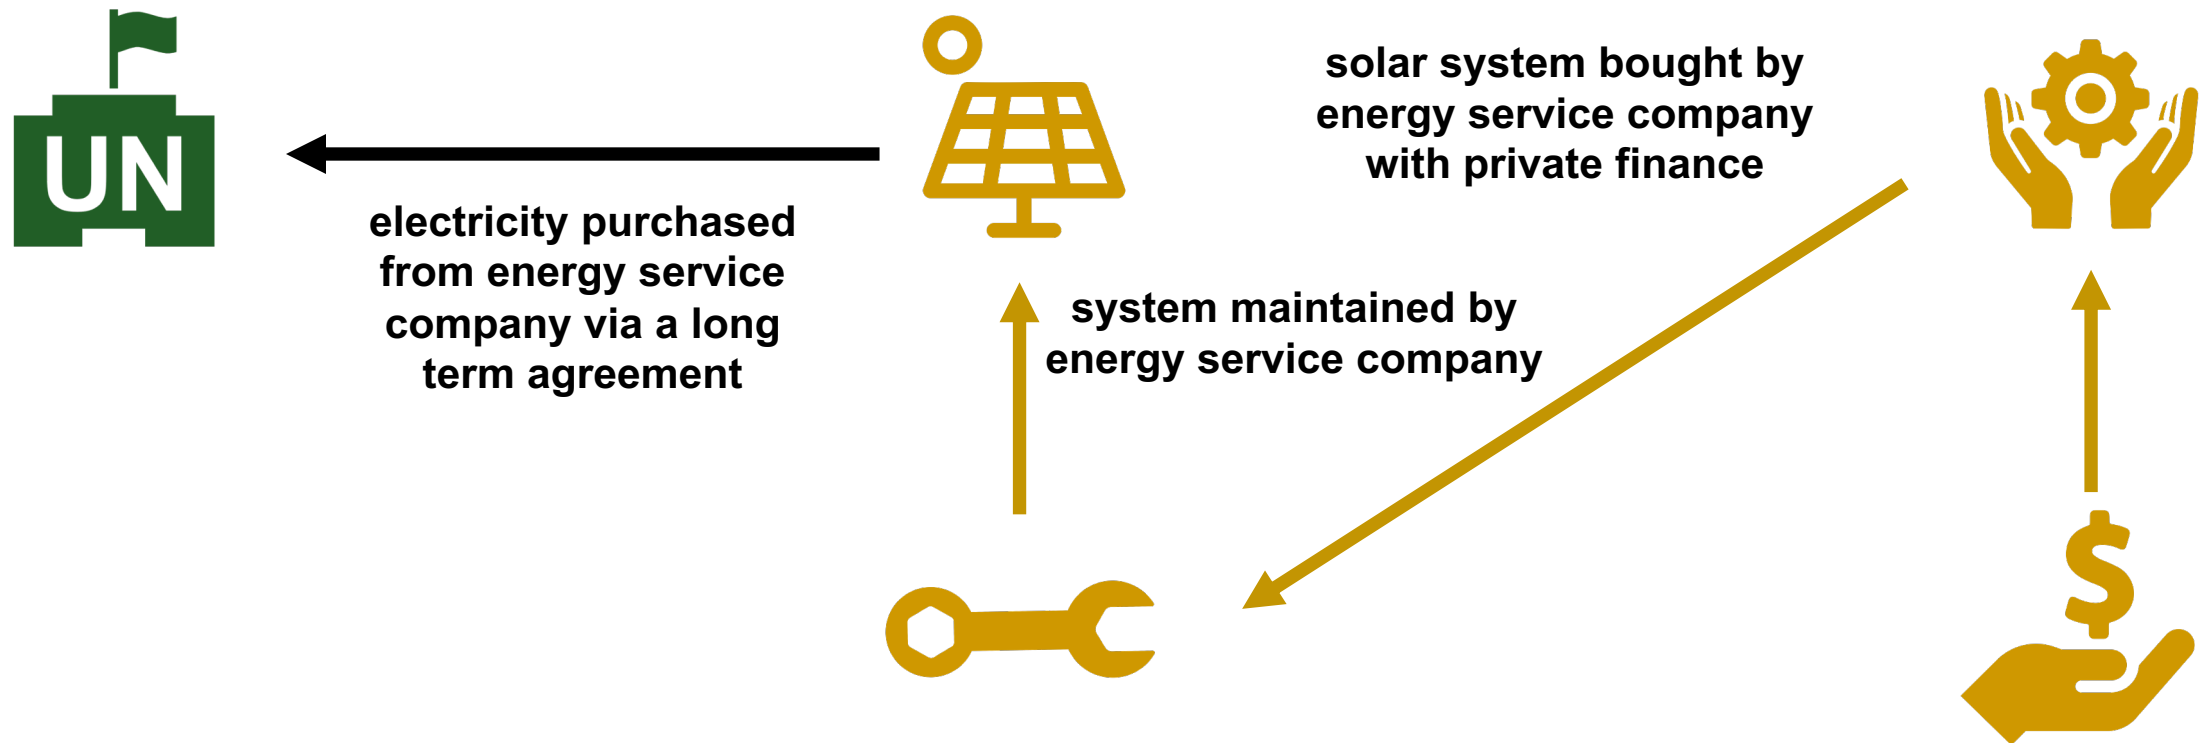 UN
electricity purchased
from energy service
company via a long
term agreement
solar system bought by
energy service company
with private finance
system maintained by
energy service company
$